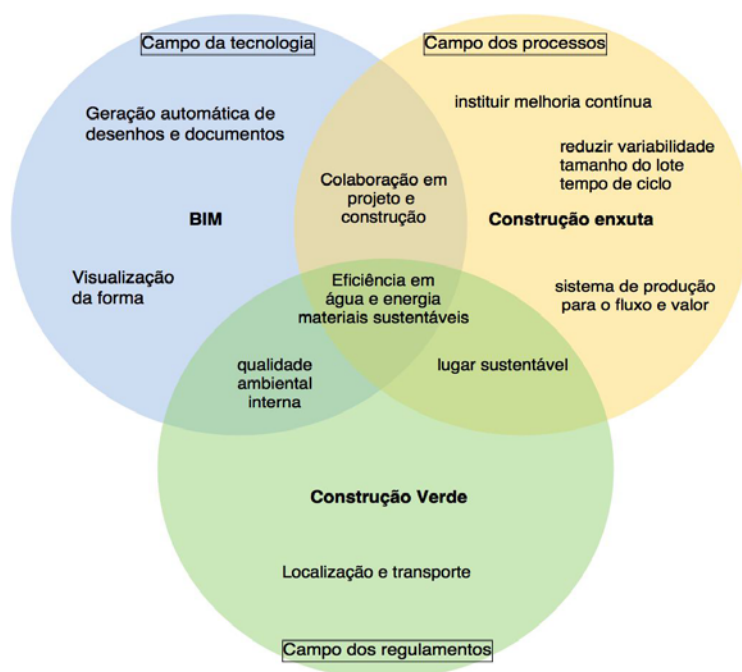 Campo da tecnologia
Campo dos processos
Geração automática de
desenhos e documentos
instituir melhoria contínua
reduzir variabilidade
tamanho do lote
tempo de ciclo
Colaboração em
projeto e
construção
BIM
Construção enxuta
Visualização
da forma
Eficiência em
água e energia
materiais sustentáveis
sistema de produção
para o fluxo e valor
qualidade
ambiental
interna
lugar sustentável
Construção Verde
Localização e transporte
Campo dos regulamentos